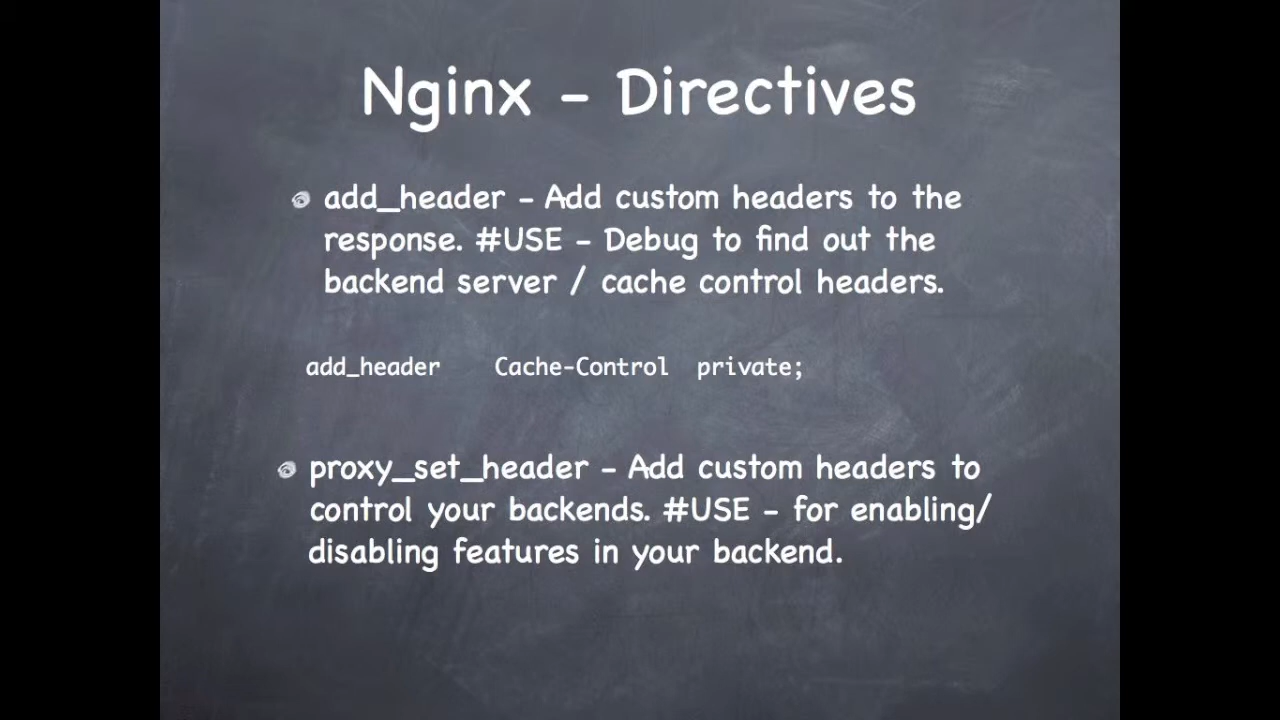 Nginx - Directives
add_header - Add custom headers to the
response. #USE - Debug to find out the
backend server / cache control headers.
add_header Cache-Control private;
proxy_set_header - Add custom headers to
control your backends. #USE - for enabling/
disabling features in your backend.